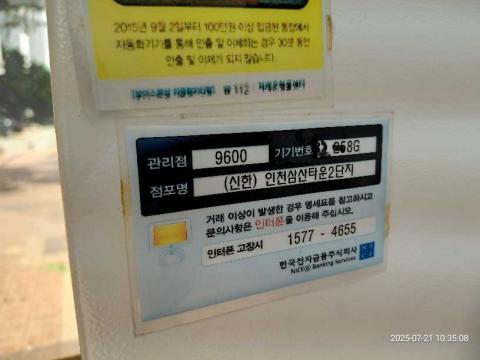 2015년 9월 2일부터 100만원 이상 입금된 통장에서
자동화기기를 통해 인출 및 이체하는 경우 30분 동안
인출 및 이체가 되지 않습니다.
112
관리점 9600 기기번호 58G
점포명 (신한) 인천삼산타운2단지
거래 이상이 발생한 경우 명세표를 참고하시고
문의사항은 인터폰을 이용해 주십시오.
인터폰 고장시 1577 - 4655
한국전자금융주식회사
NICE Banking Services
2025-07-21 10:35:08